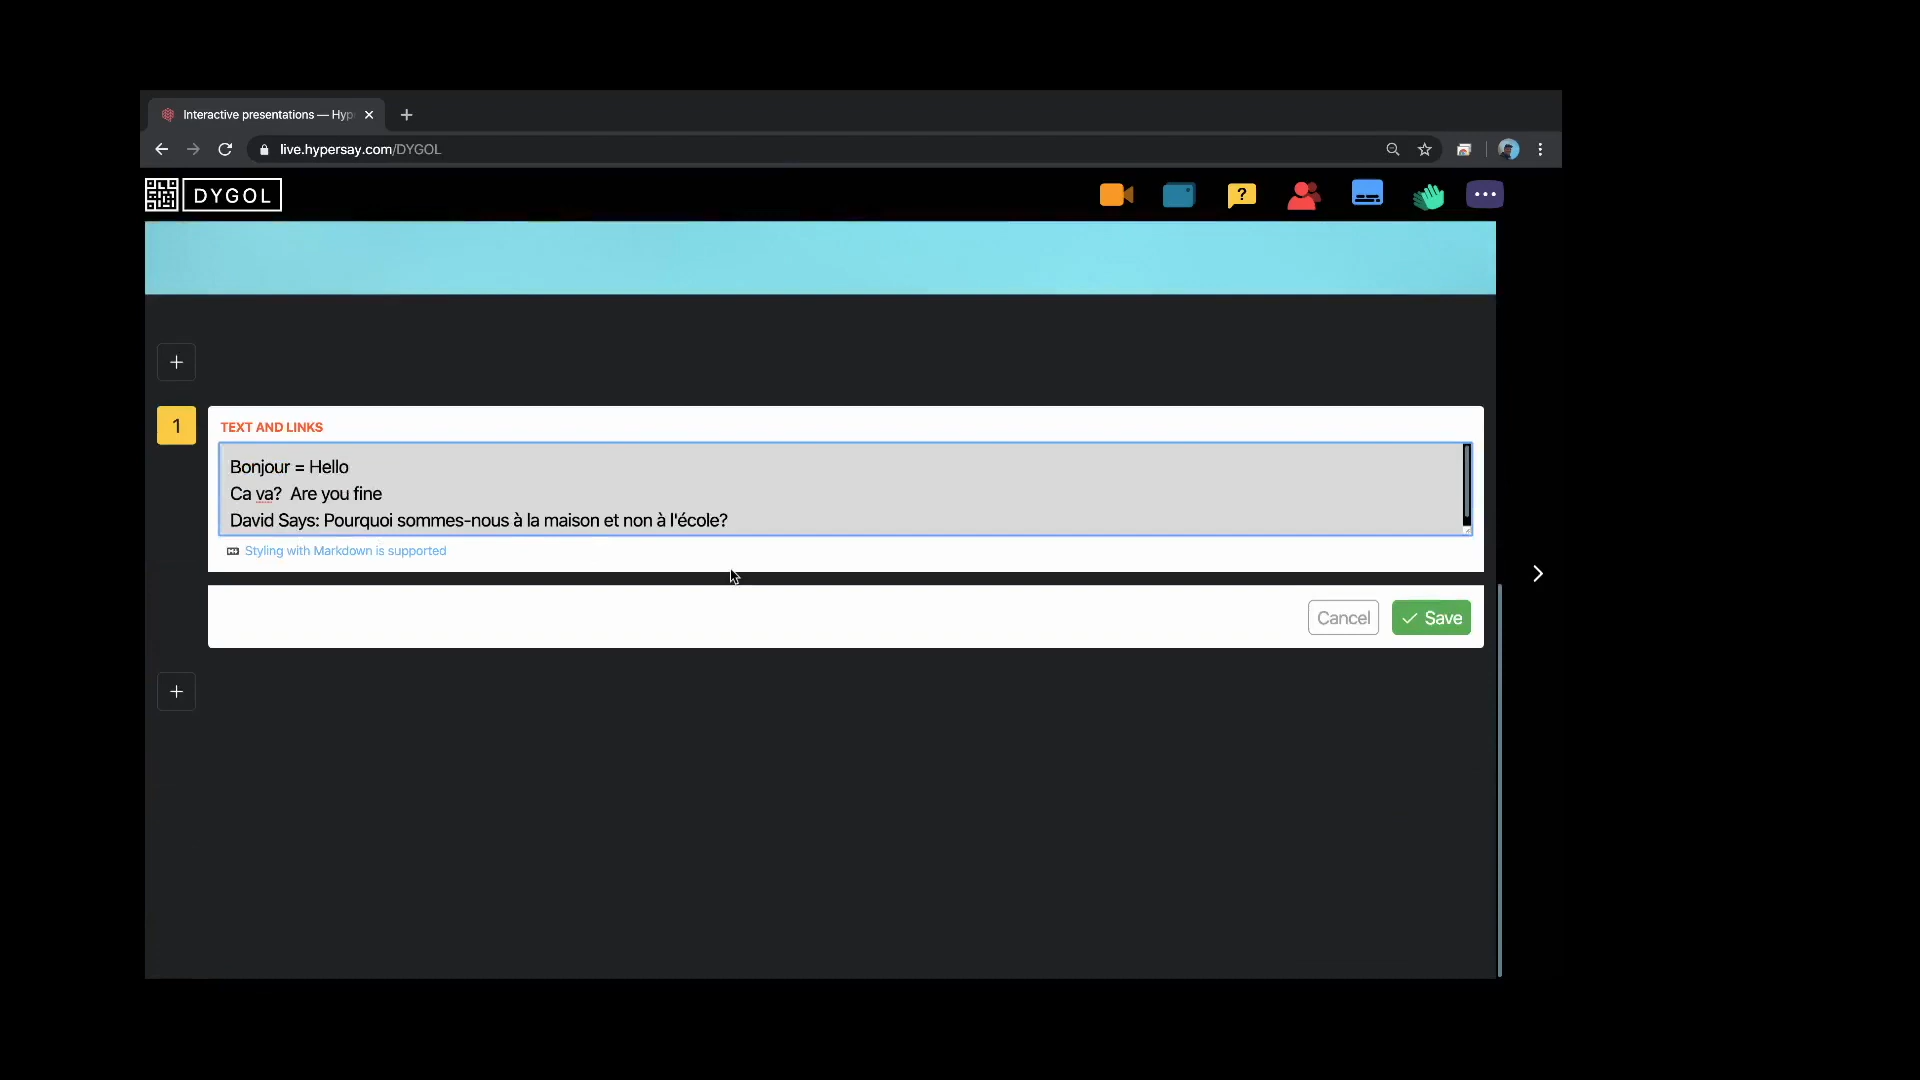 Interactive presentations — Hyp
live.hypersay.com/DYGOL
DYGOL
?
1
TEXT AND LINKS
Bonjour = Hello
Ca va?  Are you fine
David Says: Pourquoi sommes-nous à la maison et non à l'école?
Styling with Markdown is supported
Cancel
Save